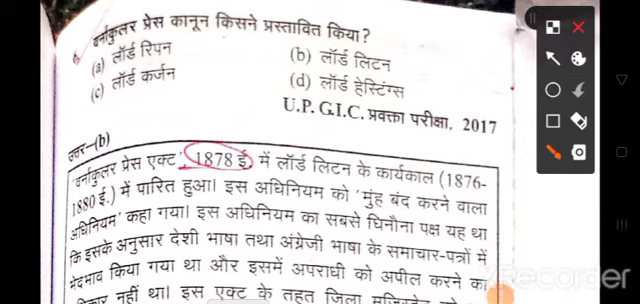 6. वर्नाकुलर प्रेस कानून किसने प्रस्तावित किया?
(a) लॉर्ड रिपन (b) लॉर्ड लिटन
(c) लॉर्ड कर्जन (d) लॉर्ड हेस्टिंग्स
U.P. G.I.C. प्रवक्ता परीक्षा, 2017
उत्तर—(b)
'वर्नाकुलर प्रेस एक्ट', 1878 ई. में लॉर्ड लिटन के कार्यकाल (1876-
1880 ई.) में पारित हुआ। इस अधिनियम को 'मुंह बंद करने वाला
अधिनियम' कहा गया। इस अधिनियम का सबसे घिनौना पक्ष यह था
कि इसके अनुसार देशी भाषा तथा अंग्रेजी भाषा के समाचार-पत्रों में
भेदभाव किया गया था और इसमें अपराधी को अपील करने का
नहीं था। इस एक्ट के तहत जिला
XRecorder